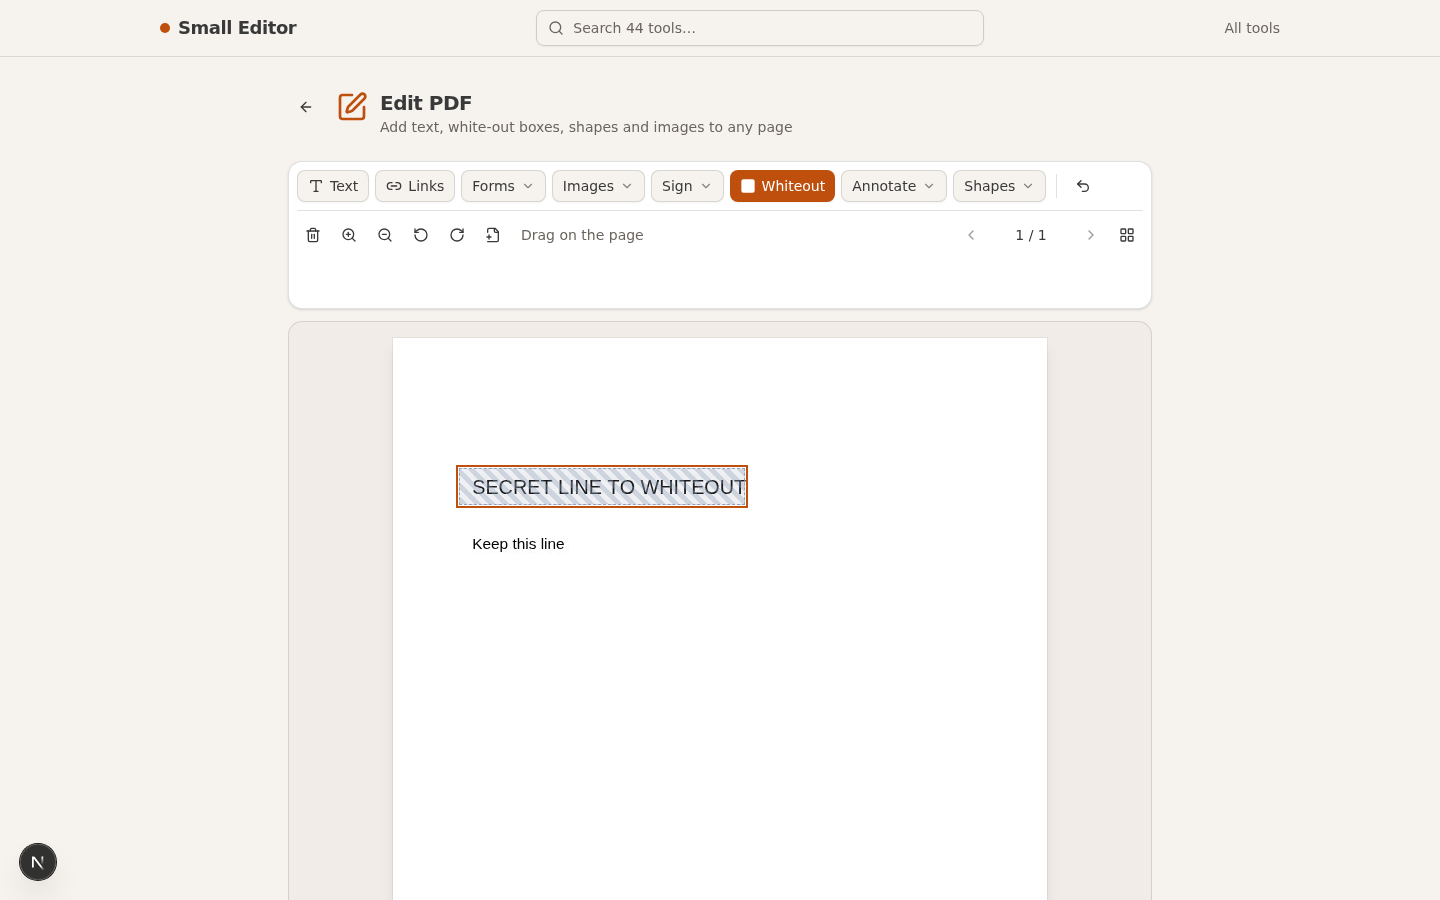 Small Editor
Search 44 tools...
All tools
Edit PDF
Add text, white-out boxes, shapes and images to any page
Text
Links
Forms
Images
Sign
Whiteout
Annotate
Shapes
Drag on the page
1 / 1
SECRET LINE TO WHITEOUT
Keep this line
N